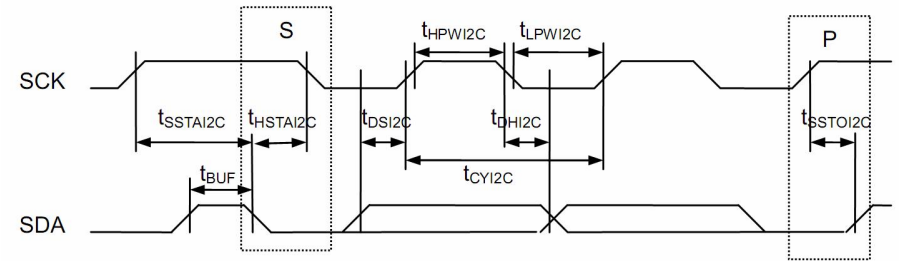 S
P
tHPWI2C
tLPWI2C
SCK
tSSTAI2C
tHSTAI2C
tDSI2C
tDHI2C
tSSTOI2C
tBUF
tCYI2C
SDA